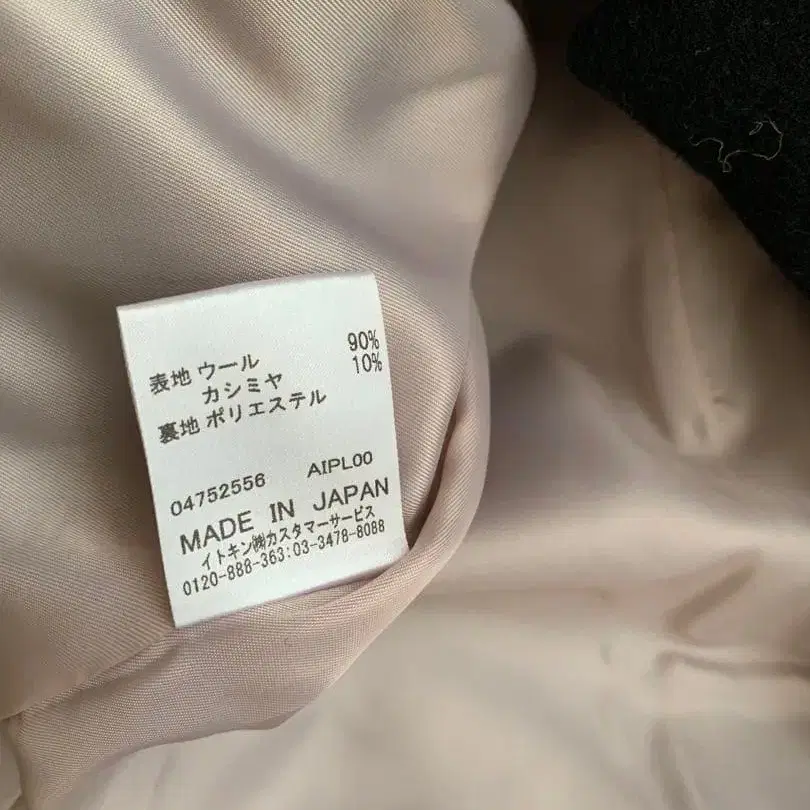 表地 ウール 90%
カシミヤ 10%
裏地 ポリエステル
04752556 AIPL00
MADE IN JAPAN
イトキン㈱カスタマーサービス
0120-888-363:03-3478-8088